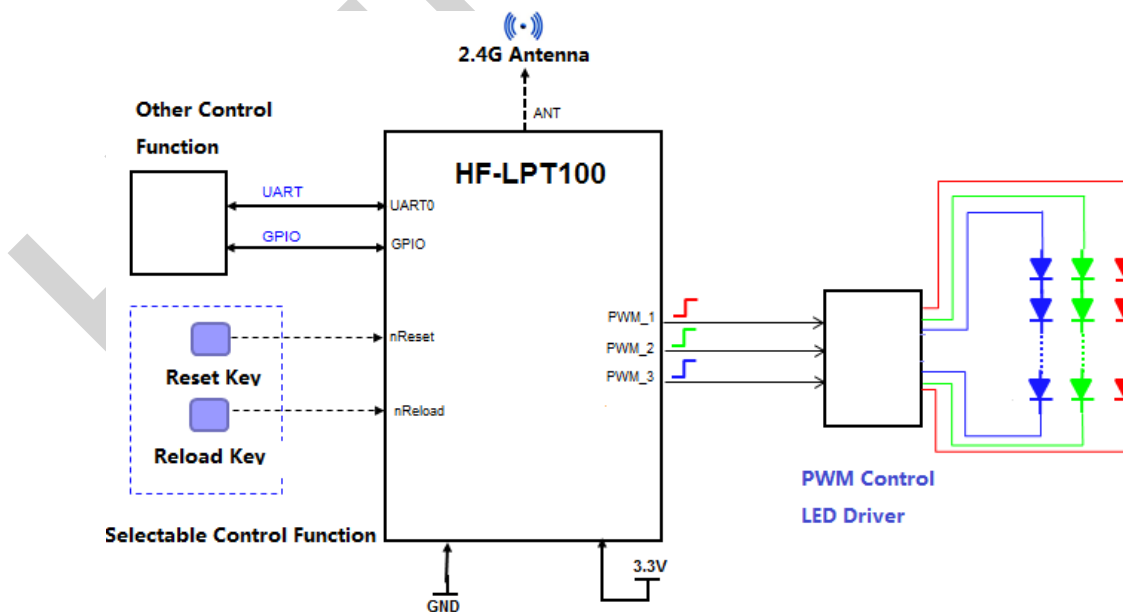 2.4G Antenna
ANT
Other Control
Function
HF-LPT100
UART
UART0
GPIO
GPIO
nReset
Reset Key
nReload
Reload Key
Selectable Control Function
PWM_1
PWM_2
PWM_3
PWM Control
LED Driver
3.3V
GND